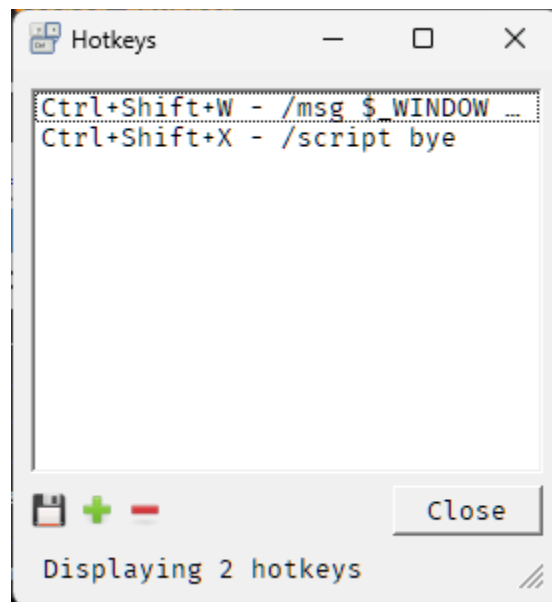 Hotkeys
Ctrl+Shift+W - /msg $_WINDOW …
Ctrl+Shift+X - /script bye
Close
Displaying 2 hotkeys